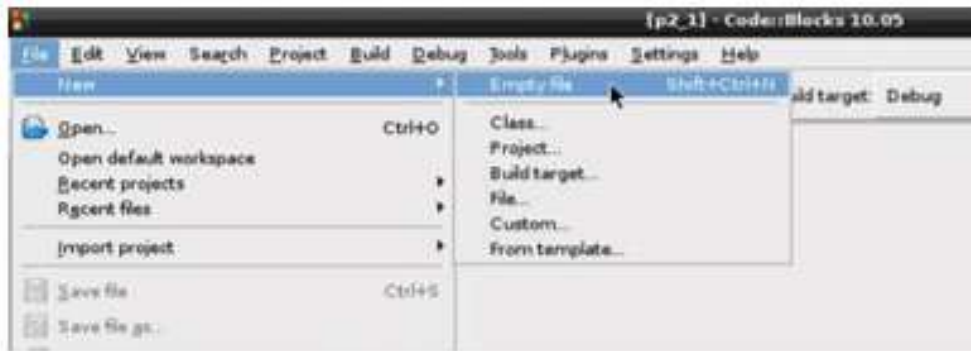 [p2_1] - Code::Blocks 10.05
File Edit View Search Project Build Debug Tools Plugins Settings Help
New
Empty file Shift+Ctrl+N
ild target: Debug
Open... Ctrl+O
Class...
Open default workspace
Project...
Recent projects
Build target...
Recent files
File...
Custom...
Import project
From template...
Save file Ctrl+S
Save file as...